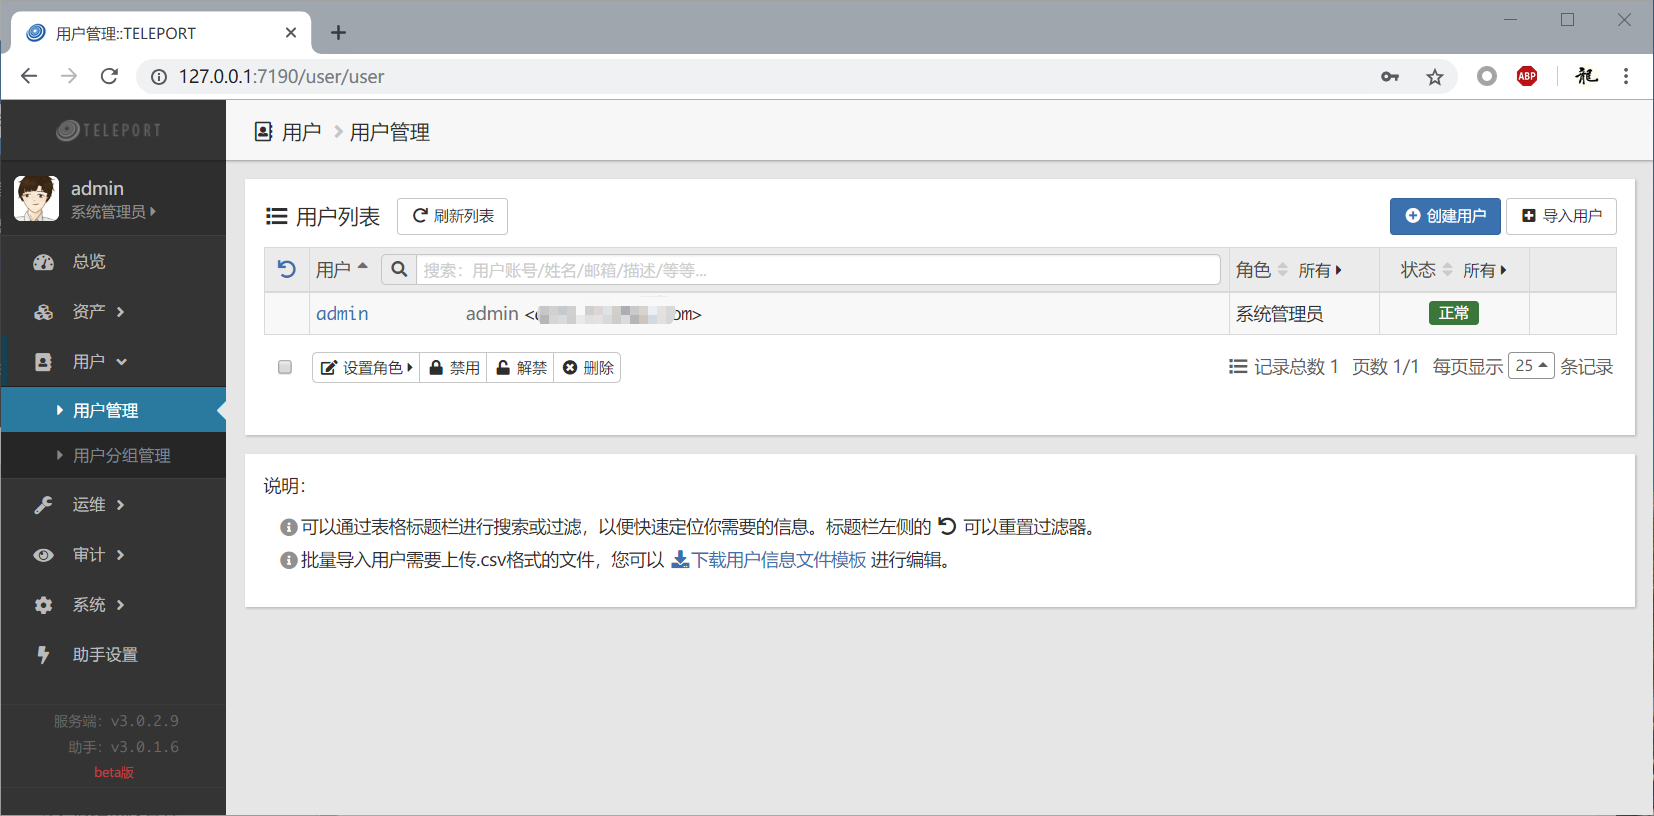 用户管理::TELEPORT
127.0.0.1:7190/user/user
ABP
龍
TELEPORT
admin
系统管理员
总览
资产
用户
用户管理
用户分组管理
运维
审计
系统
助手设置
服务端：v3.0.2.9
助手：v3.0.1.6
beta版
用户 用户管理
用户列表 刷新列表 创建用户 导入用户
用户 搜索：用户账号/姓名/邮箱/描述/等等... 角色 所有 状态 所有
admin admin < om> 系统管理员 正常
设置角色 禁用 解禁 删除 记录总数 1 页数 1/1 每页显示 25 条记录
说明：
可以通过表格标题栏进行搜索或过滤，以便快速定位你需要的信息。标题栏左侧的 可以重置过滤器。
批量导入用户需要上传.csv格式的文件，您可以 下载用户信息文件模板 进行编辑。